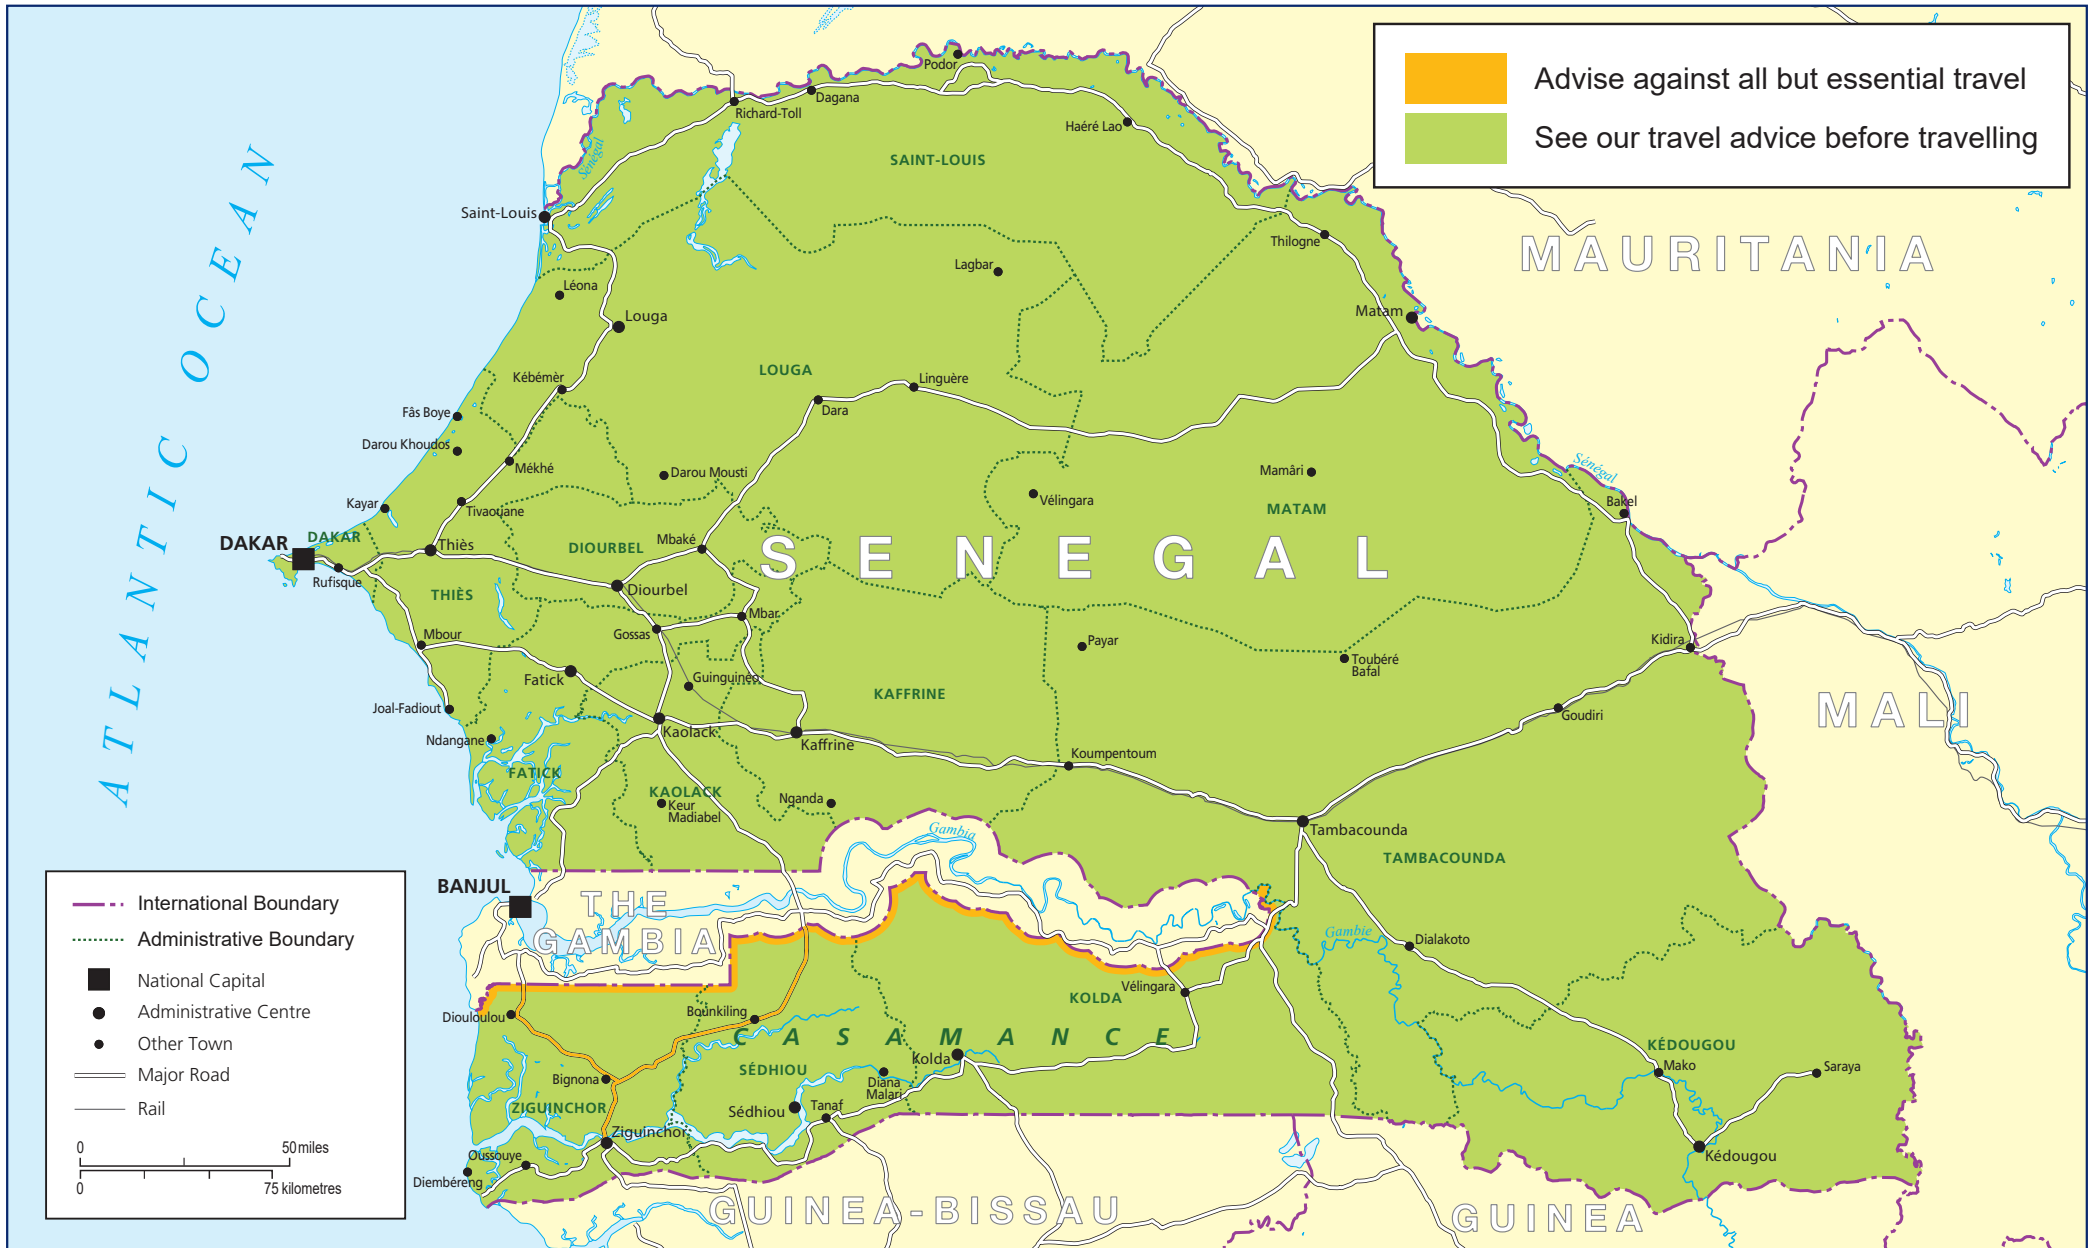 Advise against all but essential travel
See our travel advice before travelling
ATLANTIC OCEAN
MAURITANIA
MALI
GUINEA
GUINEA-BISSAU
THE
GAMBIA
SENEGAL
CASAMANCE
Podor
Dagana
Richard-Toll
Haéré Lao
SAINT-LOUIS
Sénégal
Saint-Louis
Thilogne
Lagbar
Léona
Louga
Matam
LOUGA
Kébémèr
Linguère
Dara
Fâs Boye
Darou Khoudos
Mékhé
Darou Mousti
Mamâri
Sénégal
Vélingara
Bakel
Kayar
Tivaouane
MATAM
DAKAR
DAKAR
Thiès
DIOURBEL
Mbaké
Rufisque
Diourbel
THIÈS
Mbar
Mbour
Gossas
Payar
Kidira
Toubéré
Bafal
Fatick
Guinguineo
KAFFRINE
Joal-Fadiout
Goudiri
Ndangane
Kaolack
Kaffrine
Koumpentoum
FATICK
KAOLACK
Keur
Madiabel
Nganda
Gambia
Tambacounda
TAMBACOUNDA
BANJUL
Gambie
Dialakoto
Vélingara
KOLDA
Diouloulou
Bounkiling
Kolda
KÉDOUGOU
Mako
Saraya
SÉDHIOU
Bignona
Diana
Malari
ZIGUINCHOR
Sédhiou
Tanaf
Ziguinchor
Oussouye
Diembéreng
Kédougou
International Boundary
Administrative Boundary
National Capital
Administrative Centre
Other Town
Major Road
Rail
0 50 miles
0 75 kilometres